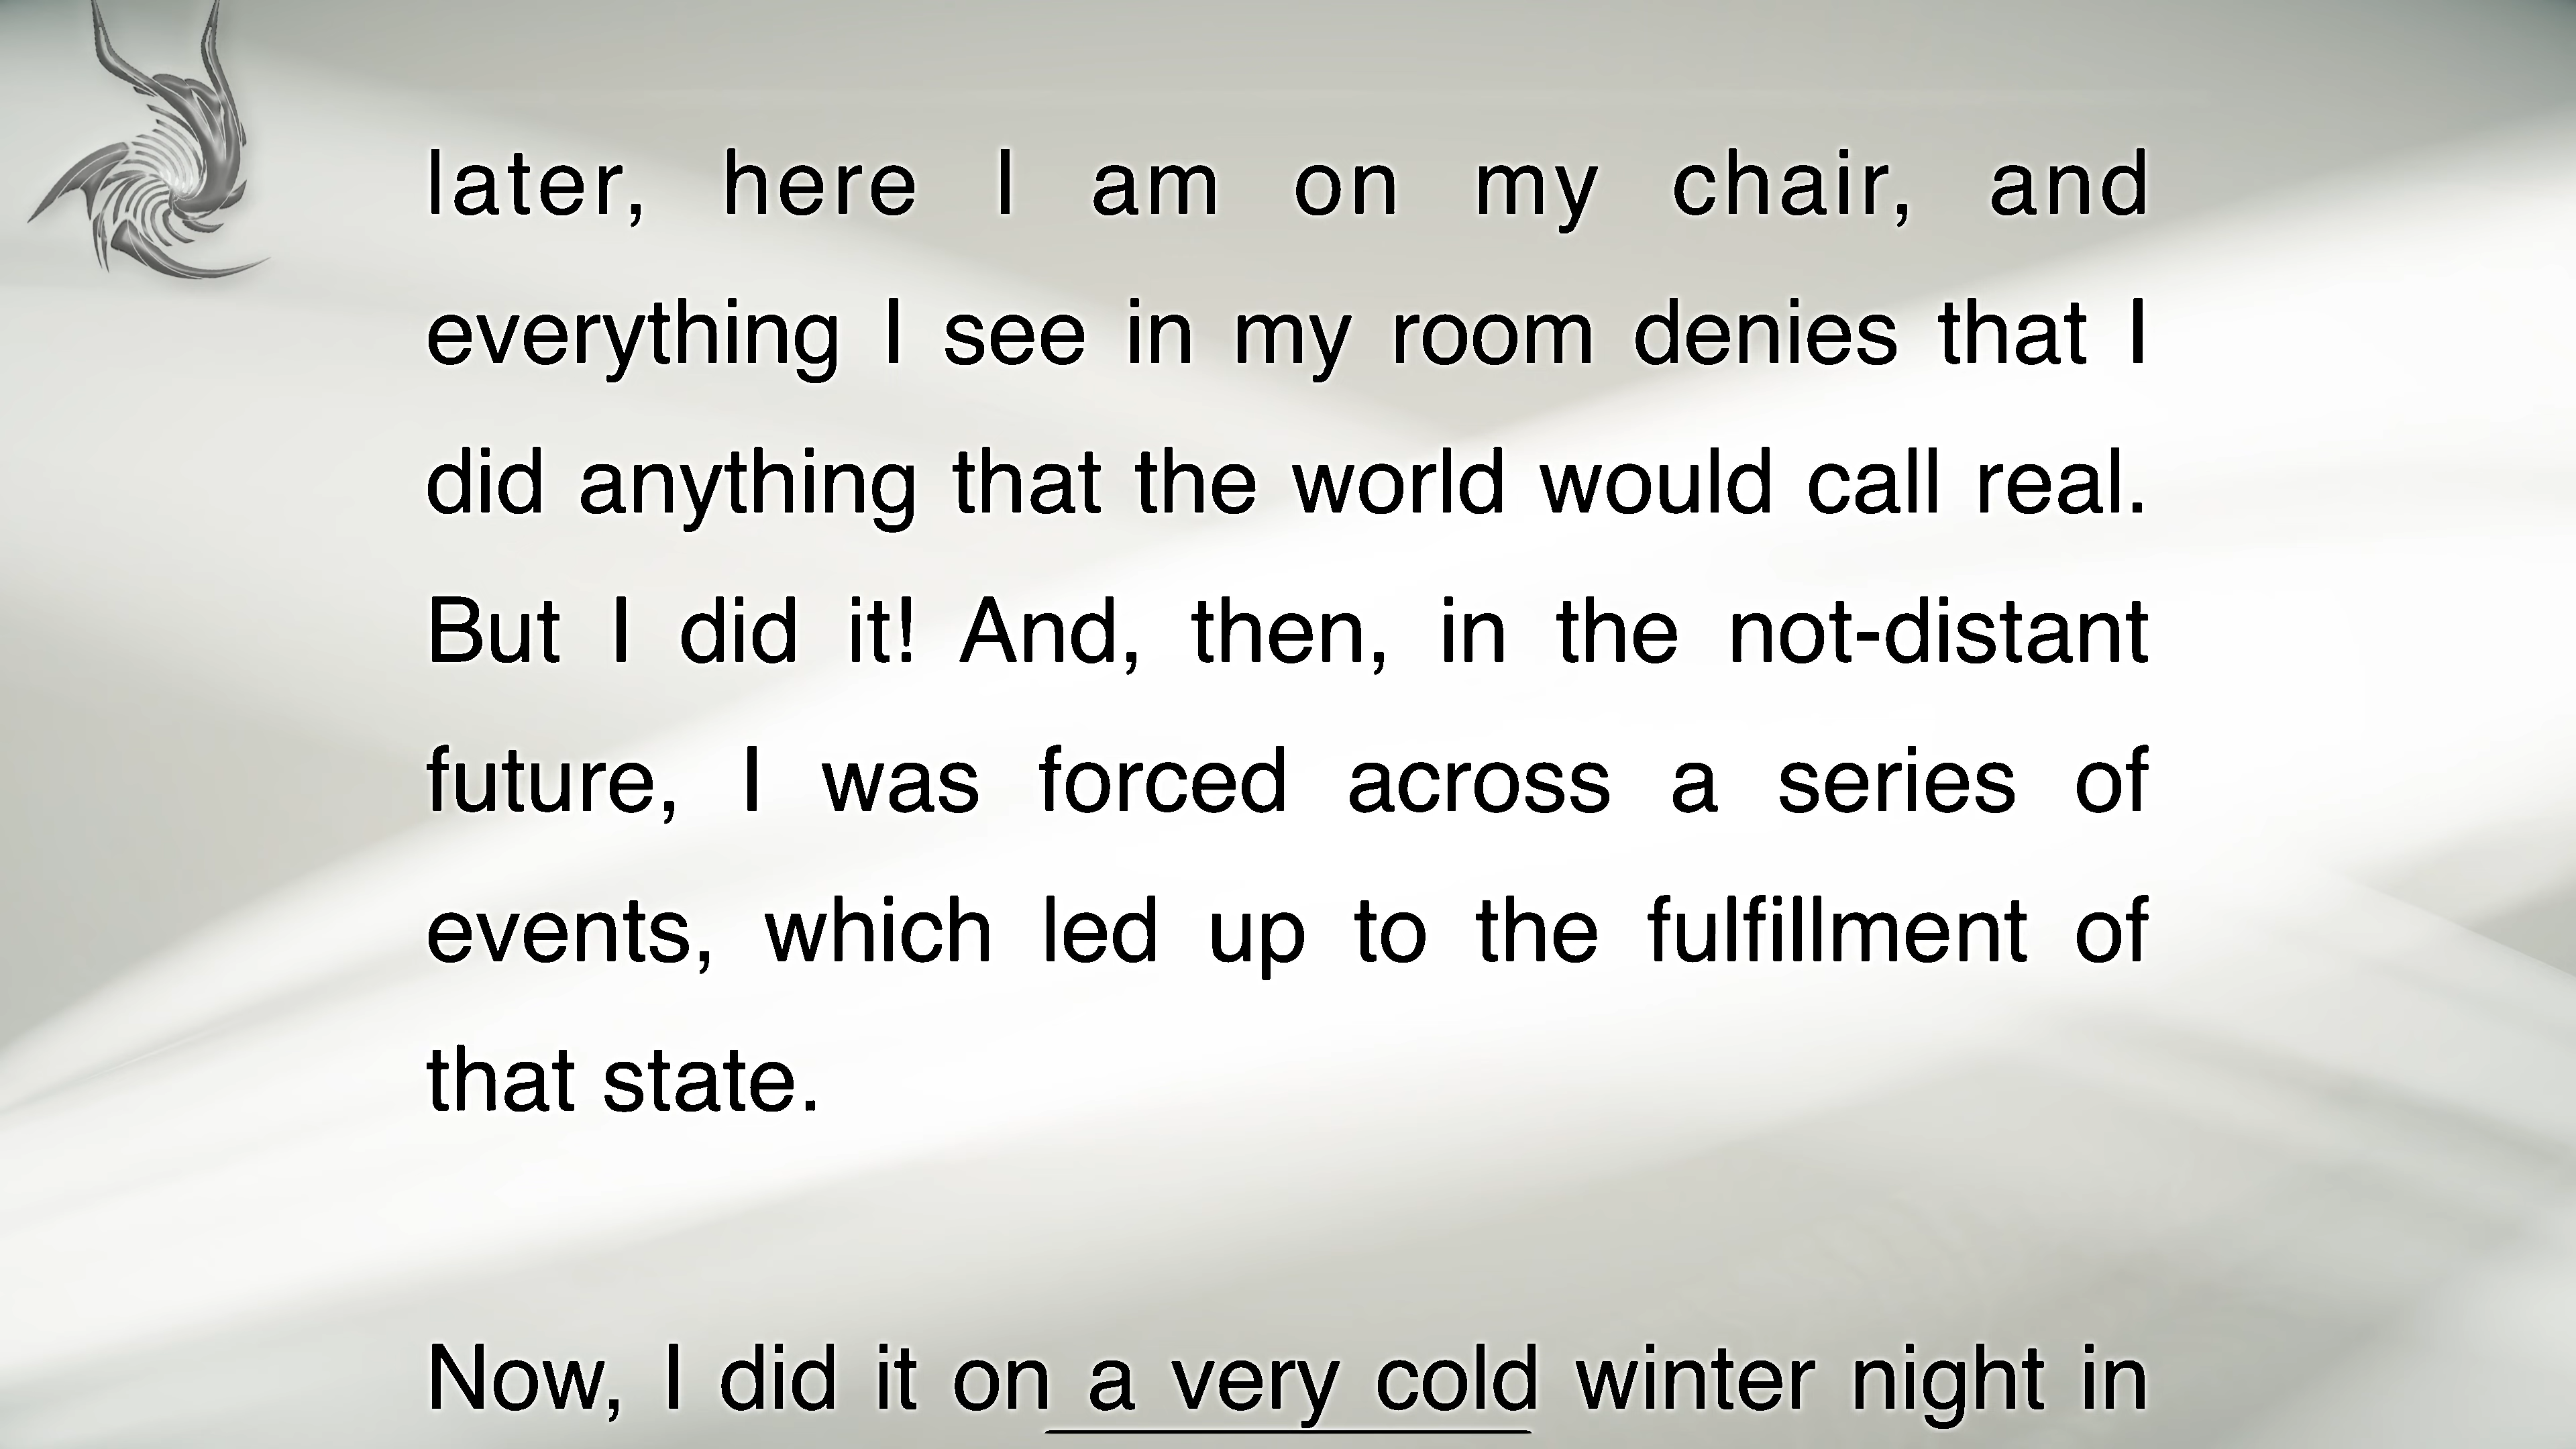 later, here I am on my chair, and
everything I see in my room denies that I
did anything that the world would call real.
But I did it! And, then, in the not-distant
future, I was forced across a series of
events, which led up to the fulfillment of
that state.
Now, I did it on a very cold winter night in